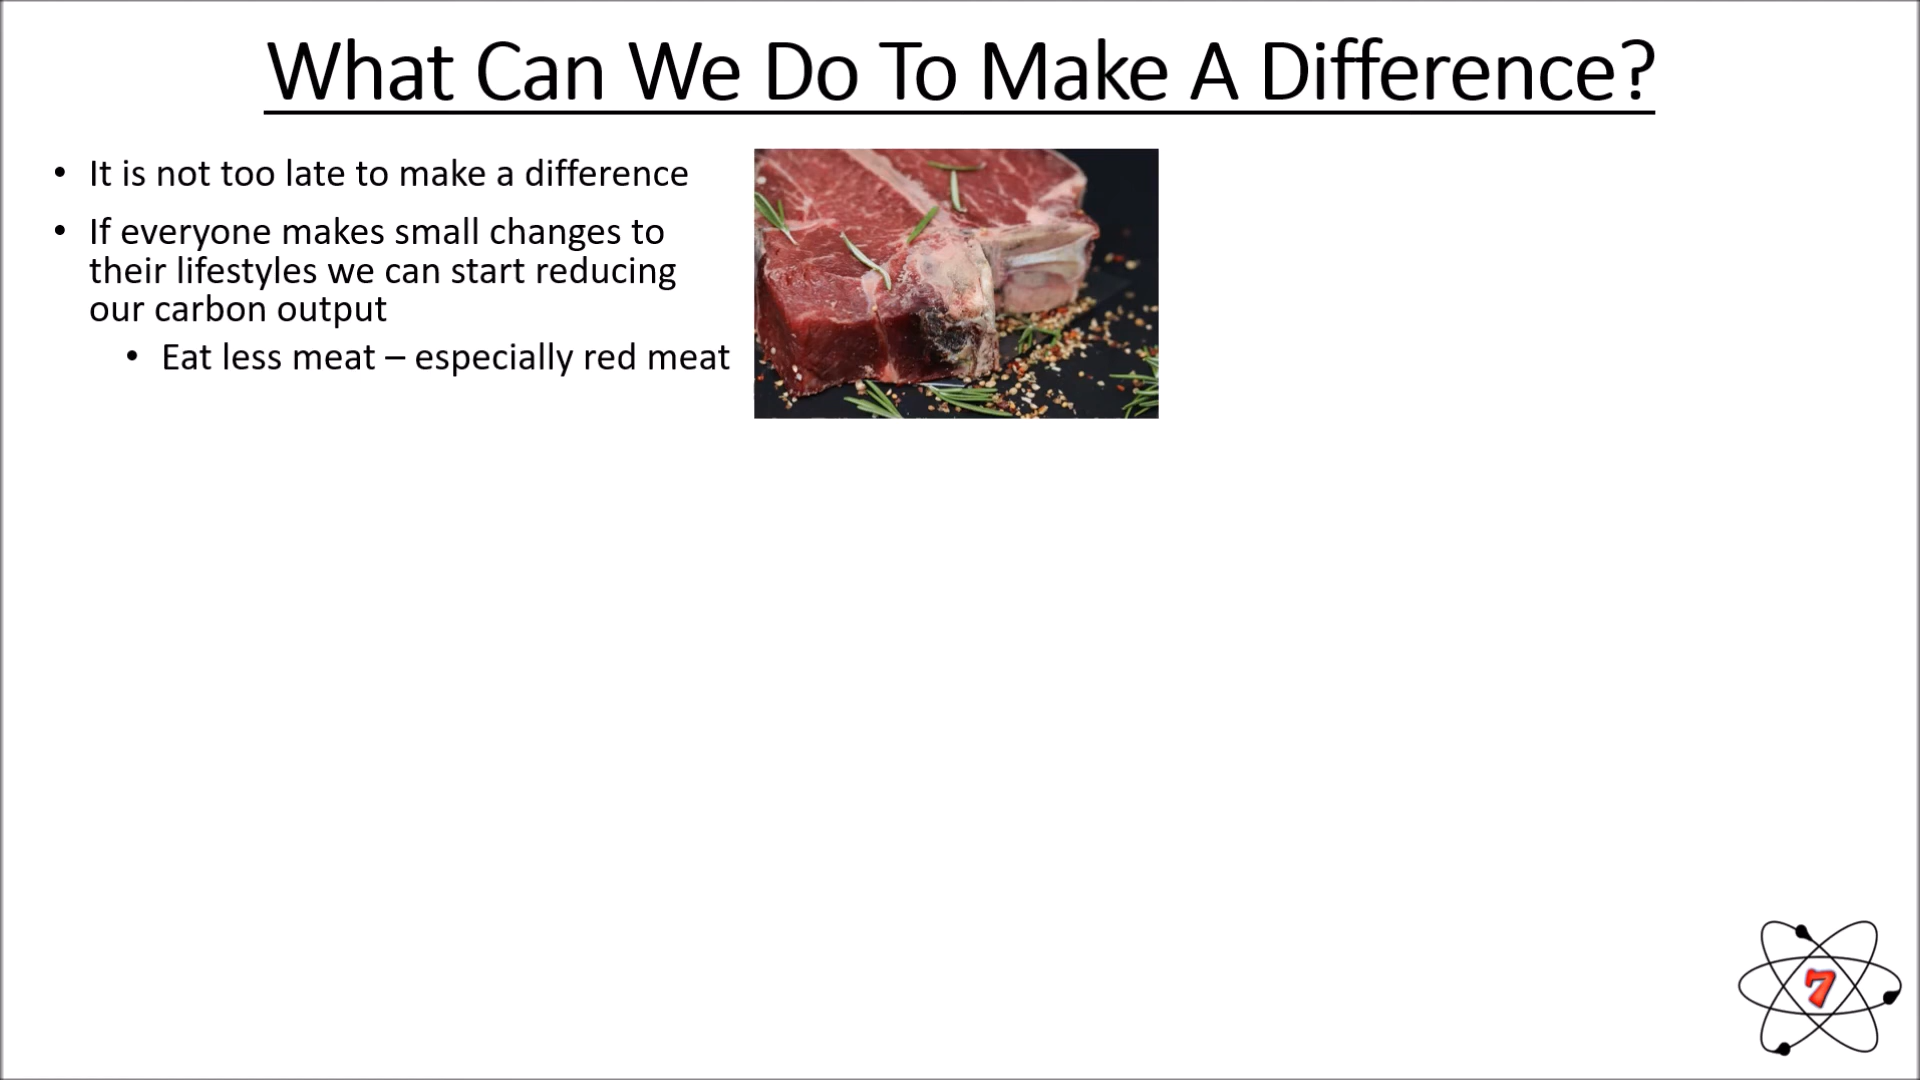 What Can We Do To Make A Difference?
• It is not too late to make a difference
• If everyone makes small changes to
their lifestyles we can start reducing
our carbon output
• Eat less meat – especially red meat
7